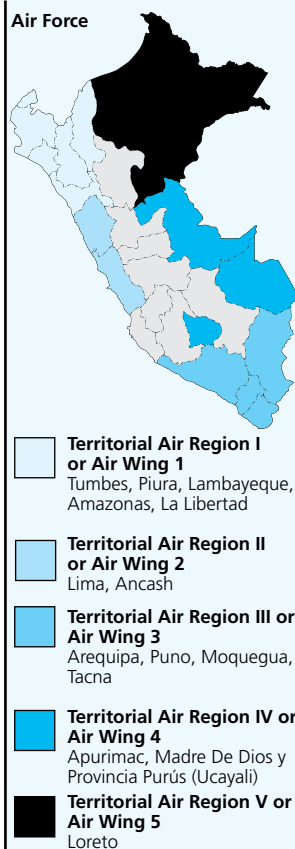 Air Force
Territorial Air Region I
or Air Wing 1
Tumbes, Piura, Lambayeque,
Amazonas, La Libertad
Territorial Air Region II
or Air Wing 2
Lima, Ancash
Territorial Air Region III or
Air Wing 3
Arequipa, Puno, Moquegua,
Tacna
Territorial Air Region IV or
Air Wing 4
Apurimac, Madre De Dios y
Provincia Purús (Ucayali)
Territorial Air Region V or
Air Wing 5
Loreto